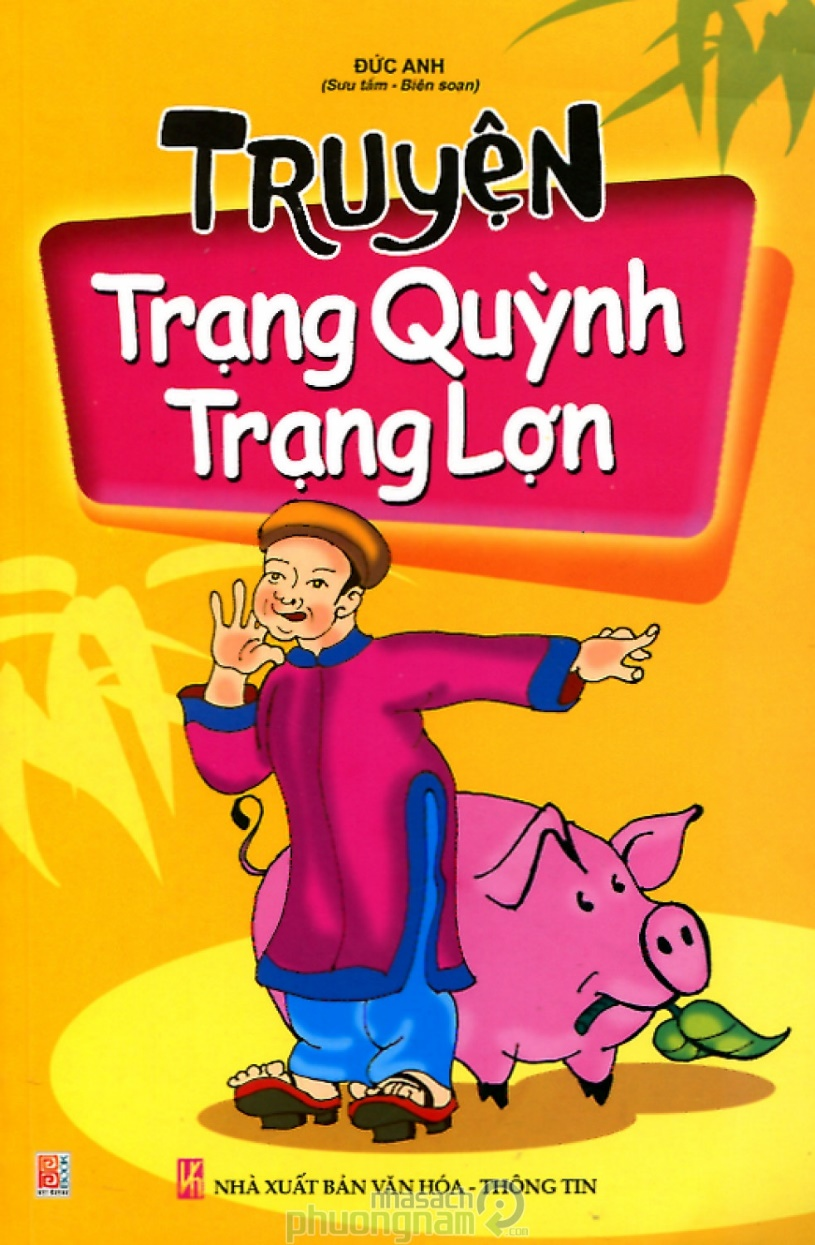 ĐỨC ANH
(Sưu tầm - Biên soạn)
TRUYỆN
Trạng Quỳnh
Trạng Lợn
NHÀ XUẤT BẢN VĂN HÓA - THÔNG TIN
nhasach
phuongnam.com